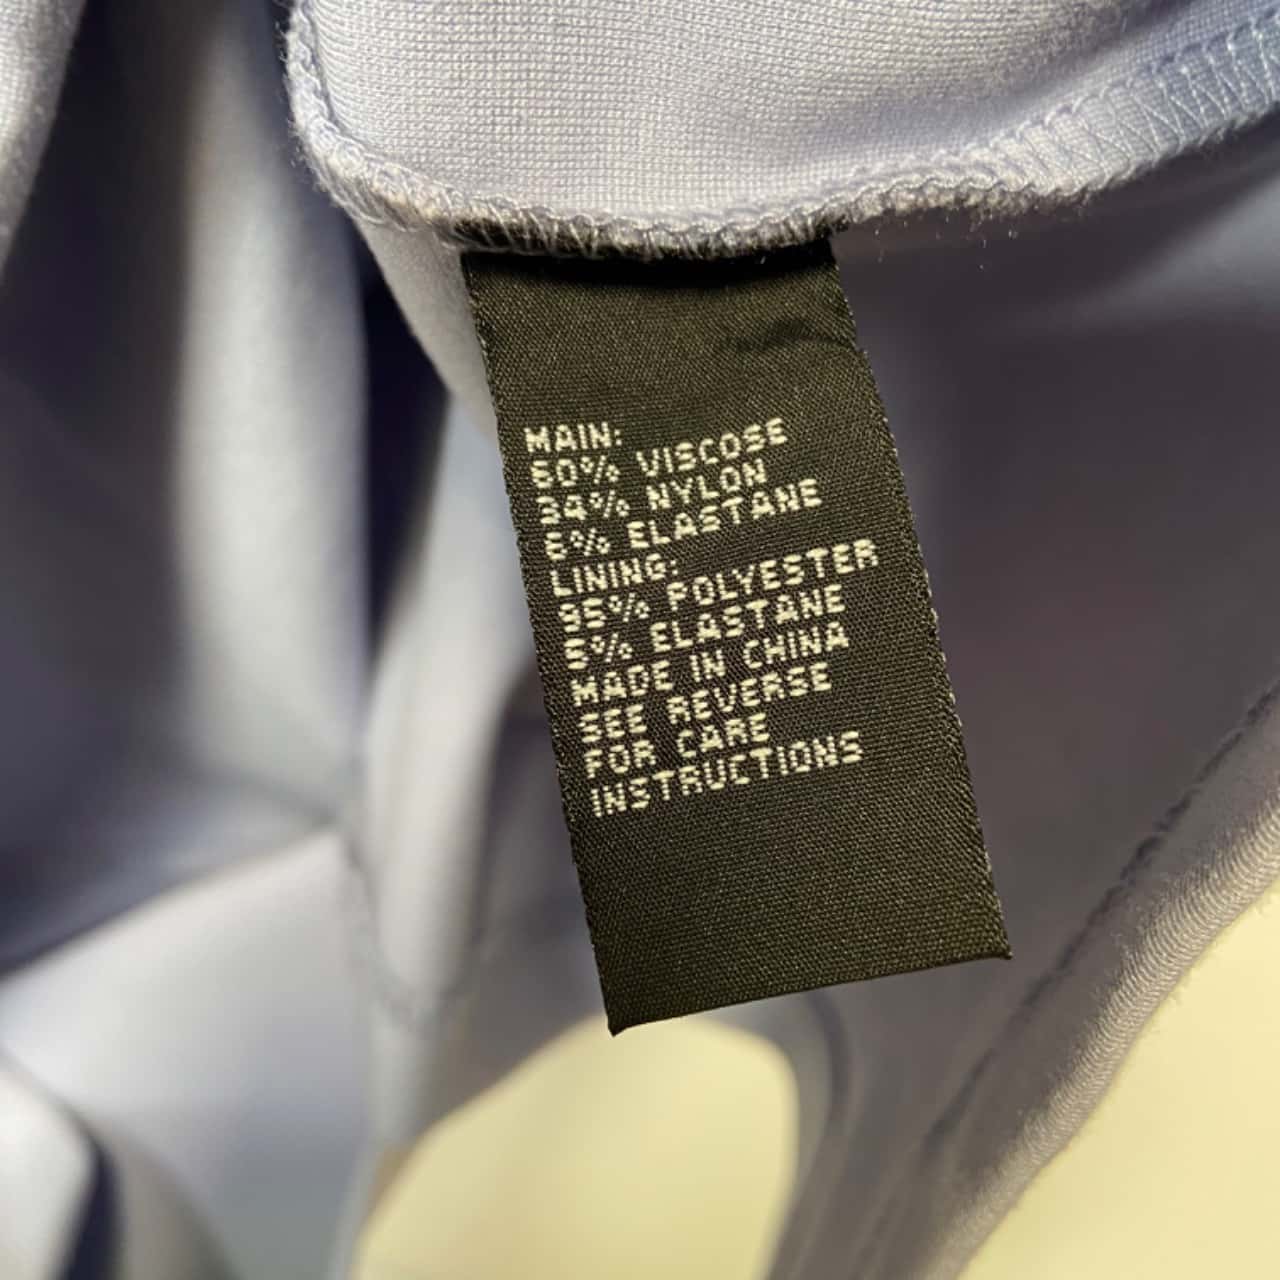 MAIN:
60% VISCOSE
34% NYLON
6% ELASTANE
LINING:
95% POLYESTER
5% ELASTANE
MADE IN CHINA
SEE REVERSE
FOR CARE
INSTRUCTIONS